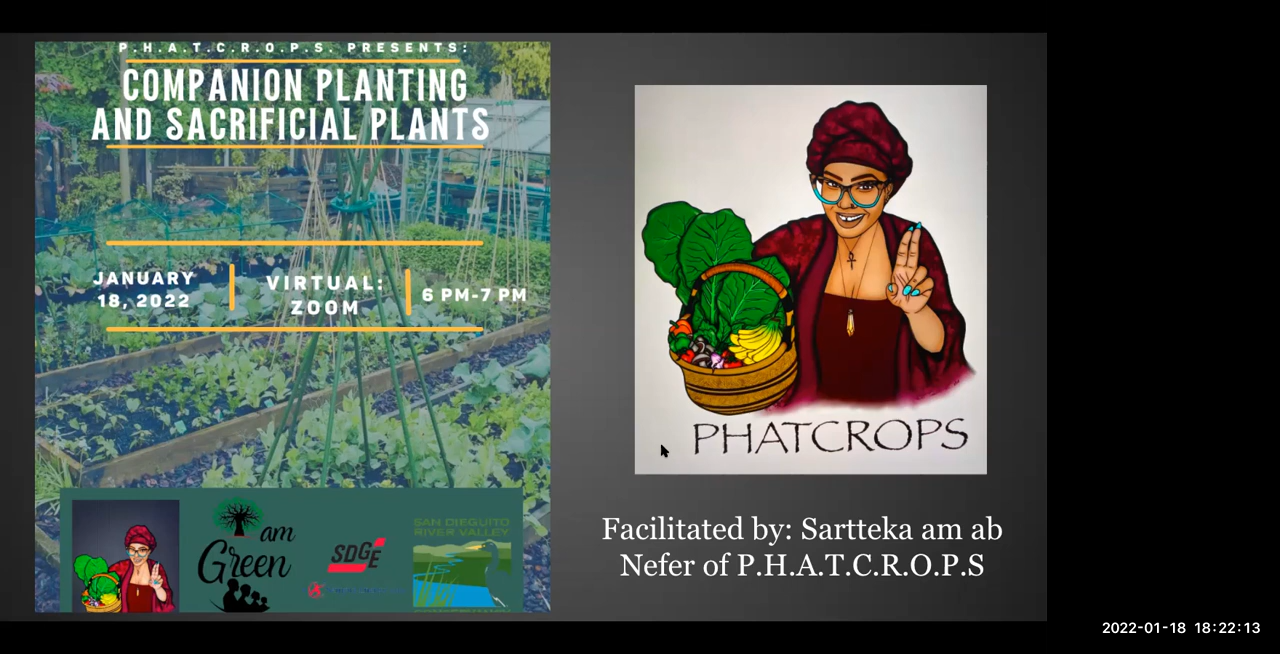 P.H.A.T.C.R.O.P.S. PRESENTS:
COMPANION PLANTING
AND SACRIFICIAL PLANTS
JANUARY
18, 2022
VIRTUAL:
ZOOM
6 PM-7 PM
am
Green
SDGE
SAN DIEGUITO
RIVER VALLEY
PHATCROPS
Facilitated by: Sartteka am ab
Nefer of P.H.A.T.C.R.O.P.S
2022-01-18 18:22:13